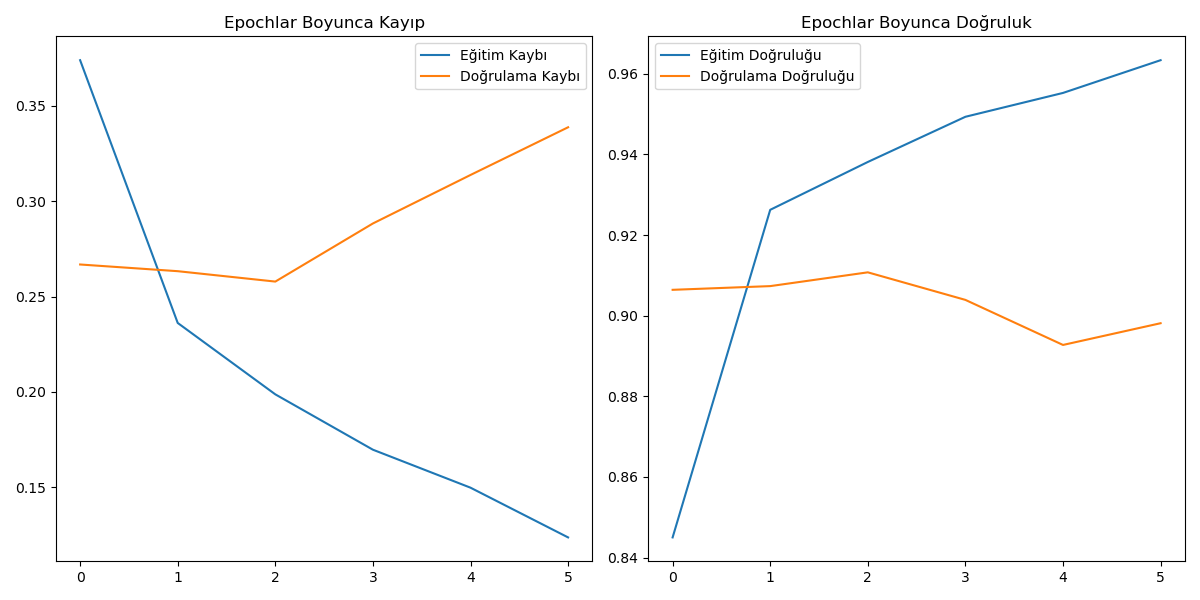 Epochlar Boyunca Kayıp
Eğitim Kaybı
Doğrulama Kaybı
0.35
0.30
0.25
0.20
0.15
0 1 2 3 4 5
Epochlar Boyunca Doğruluk
Eğitim Doğruluğu
Doğrulama Doğruluğu
0.96
0.94
0.92
0.90
0.88
0.86
0.84
0 1 2 3 4 5